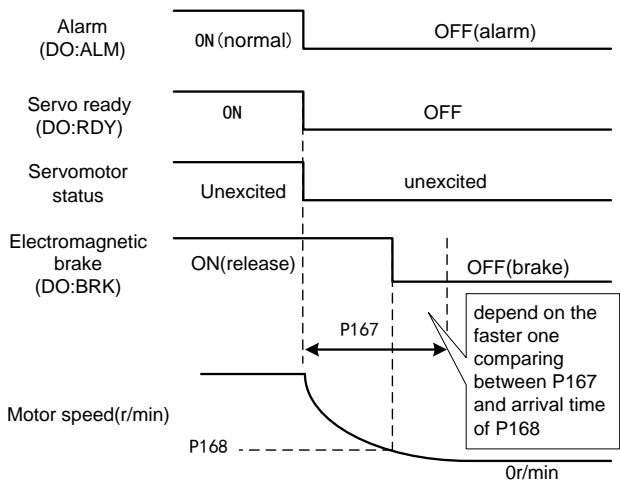 Alarm
(DO:ALM)
ON(normal)
OFF(alarm)
Servo ready
(DO:RDY)
ON
OFF
Servomotor
status
Unexcited
unexcited
Electromagnetic
brake
(DO:BRK)
ON(release)
OFF(brake)
P167
depend on the
faster one
comparing
between P167
and arrival time
of P168
Motor speed(r/min)
P168
0r/min